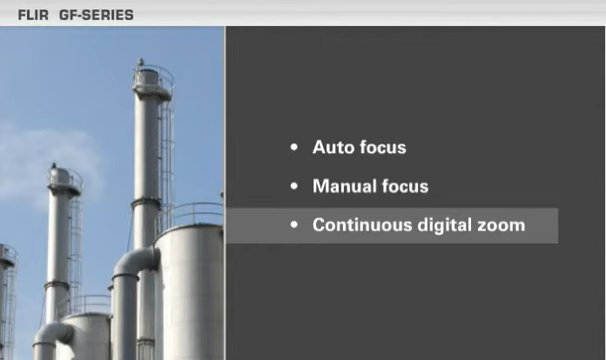 FLIR GF-SERIES
• Auto focus
• Manual focus
• Continuous digital zoom